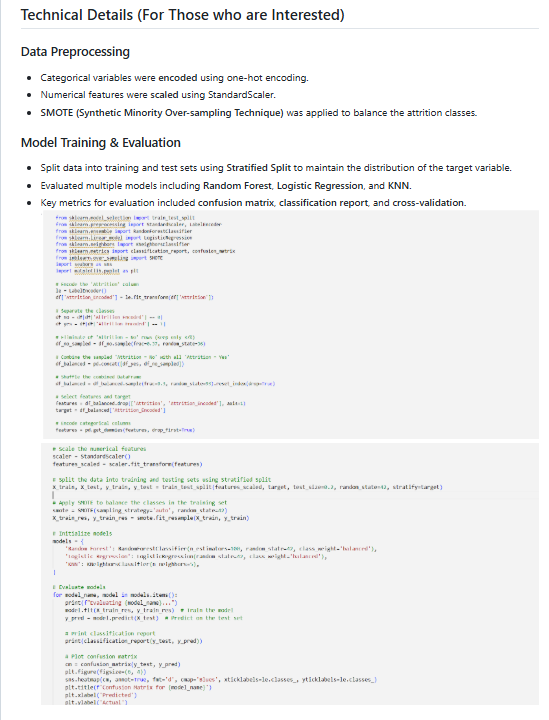 Technical Details (For Those who are Interested)
Data Preprocessing
Categorical variables were encoded using one-hot encoding.
Numerical features were scaled using StandardScaler.
SMOTE (Synthetic Minority Over-sampling Technique) was applied to balance the attrition classes.
Model Training & Evaluation
Split data into training and test sets using Stratified Split to maintain the distribution of the target variable.
Evaluated multiple models including Random Forest, Logistic Regression, and KNN.
Key metrics for evaluation included confusion matrix, classification report, and cross-validation.
from sklearn.model_selection import train_test_split
from sklearn.preprocessing import StandardScaler, LabelEncoder
from sklearn.ensemble import RandomForestClassifier
from sklearn.linear_model import LogisticRegression
from sklearn.neighbors import KNeighborsClassifier
from sklearn.metrics import classification_report, confusion_matrix
from imblearn.over_sampling import SMOTE
import seaborn as sns
import matplotlib.pyplot as plt
# Encode the 'Attrition' column
le = LabelEncoder()
df['Attrition_Encoded'] = le.fit_transform(df['Attrition'])
# Separate the classes
df_no = df[df['Attrition_Encoded'] == 0]
df_yes = df[df['Attrition_Encoded'] == 1]
# Eliminate of 'Attrition = No' rows (keep only
df_no_sampled = df_no.sample(
# Combine the sampled 'Attrition = No' with all 'Attrition = Yes'
df_balanced = pd.concat([df_yes, df_no_sampled])
# Shuffle the combined DataFrame
df_balanced = df_balanced.sample( .reset_index(drop=True)
# Select features and target
features = df_balanced.drop(['Attrition', 'Attrition_Encoded'], axis=1)
target = df_balanced['Attrition_Encoded']
# Encode categorical columns
features = pd.get_dummies(features, drop_first=True)
# Scale the numerical features
scaler = StandardScaler()
features_scaled = scaler.fit_transform(features)
# Split the data into training and testing sets using Stratified Split
X_train, X_test, y_train, y_test = train_test_split(features_scaled, target, test_size=0.2, random_state=42, stratify=target)
# Apply SMOTE to balance the classes in the training set
smote = SMOTE(sampling_strategy='auto', random_state=42)
X_train_res, y_train_res = smote.fit_resample(X_train, y_train)
# Initialize models
models = {
'Random Forest': RandomForestClassifier(n_estimators=100, random_state=42, class_weight='balanced'),
'Logistic Regression': LogisticRegression(random_state=42, class_weight='balanced'),
'KNN': KNeighborsClassifier(n_neighbors=5),
}
# Evaluate models
for model_name, model in models.items():
print(f"Evaluating {model_name}...")
model.fit(X_train_res, y_train_res) # Train the model
y_pred = model.predict(X_test) # Predict on the test set
# Print classification report
print(classification_report(y_test, y_pred))
# Plot confusion matrix
cm = confusion_matrix(y_test, y_pred)
plt.figure(figsize=(6, 4))
sns.heatmap(cm, annot=True, fmt='d', cmap='Blues', xticklabels=le.classes_, yticklabels=le.classes_)
plt.title(f'Confusion Matrix for {model_name}')
plt.xlabel('Predicted')
plt.ylabel('Actual')